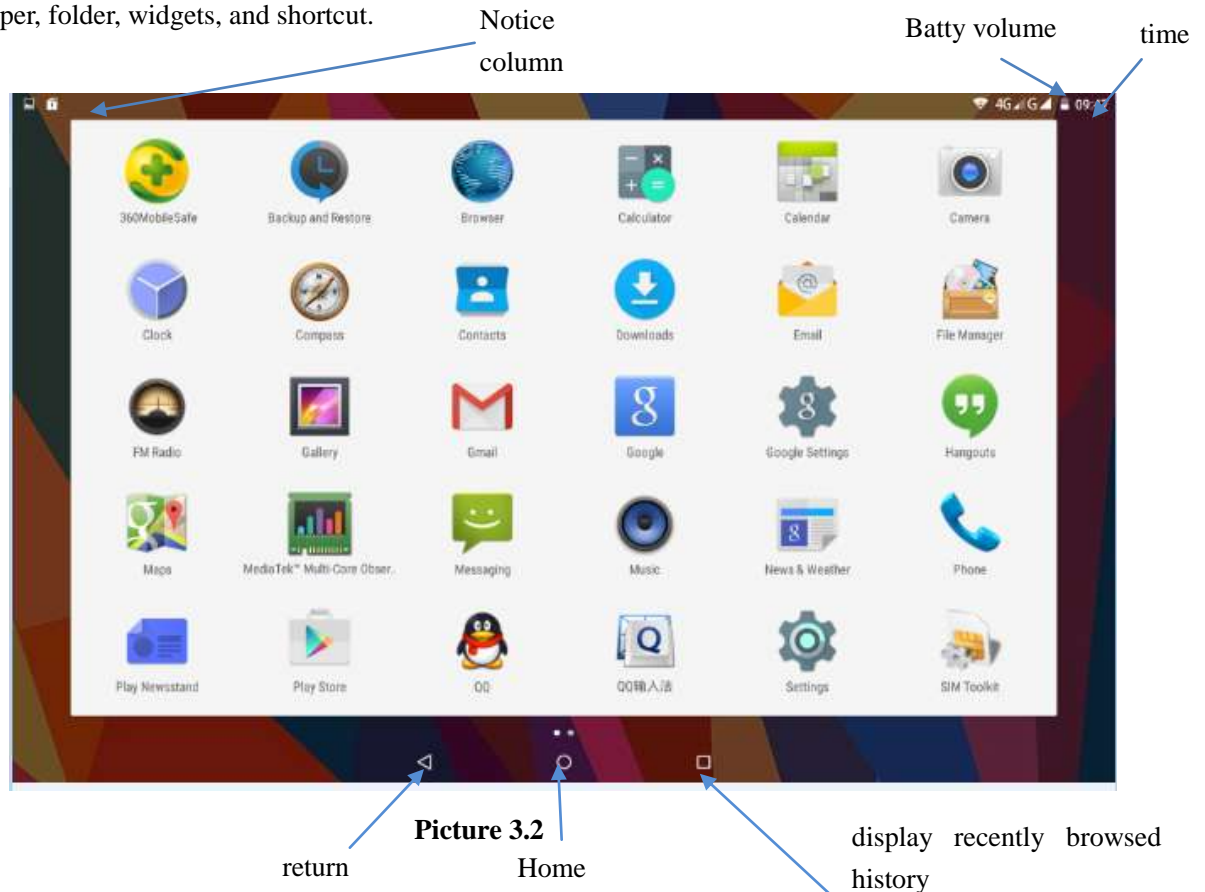 per, folder, widgets, and shortcut.
Notice
column
Batty volume
time
4G G 09:4
360MobileSafe Backup and Restore Browser Calculator Calendar Camera
Clock Compass Contacts Downloads Email File Manager
FM Radio Gallery Gmail Google Google Settings Hangouts
Maps MediaTek™ Multi-Core Obser.. Messaging Music News & Weather Phone
Play Newsstand Play Store QQ QQ输入法 Settings SIM Toolkit
Picture 3.2
return
Home
display recently browsed
history